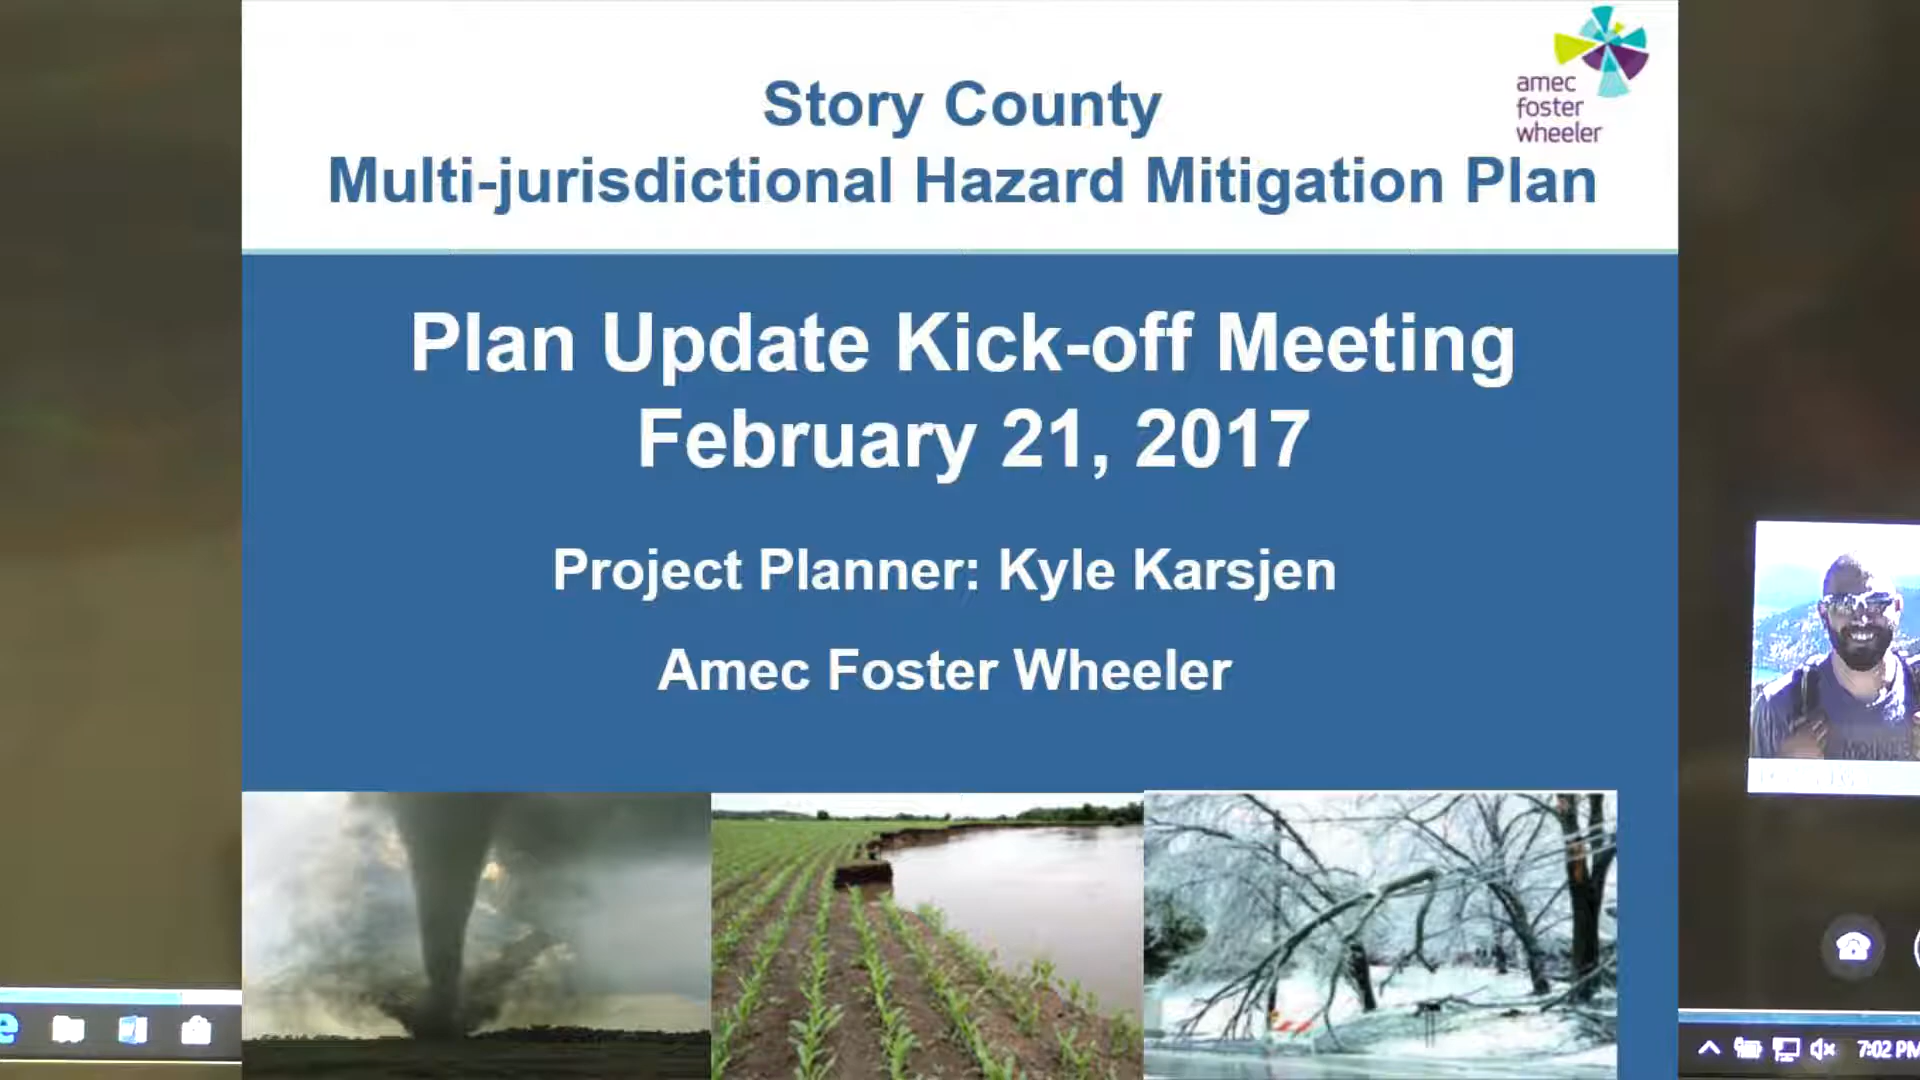 amec
foster
wheeler
Story County
Multi-jurisdictional Hazard Mitigation Plan
Plan Update Kick-off Meeting
February 21, 2017
Project Planner: Kyle Karsjen
Amec Foster Wheeler
7:02 PM